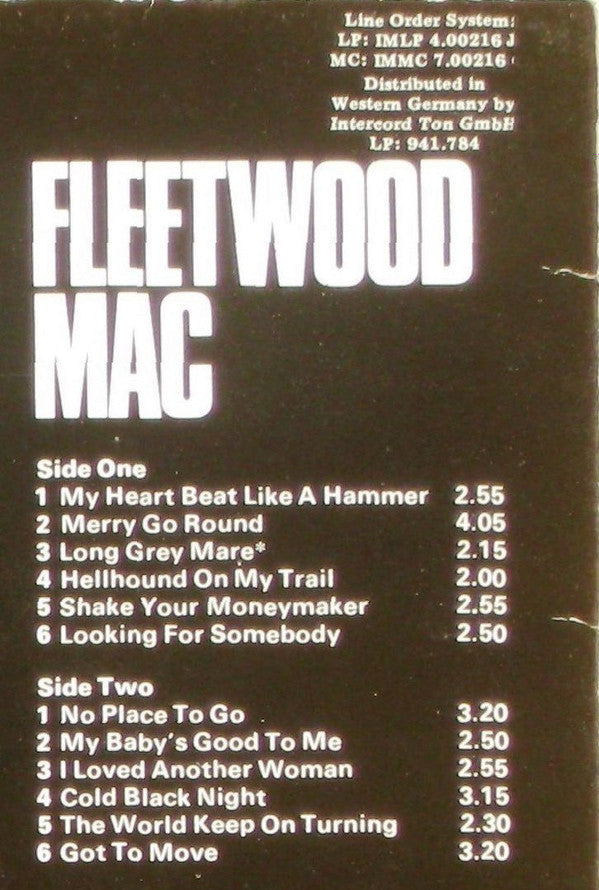 Line Order System:
LP: IMLP 4.00216 J
MC: IMMC 7.00216
Distributed in
Western Germany by
Intercord Ton GmbH
LP: 941.784
FLEETWOOD
MAC
Side One
1 My Heart Beat Like A Hammer 2.55
2 Merry Go Round 4.05
3 Long Grey Mare* 2.15
4 Hellhound On My Trail 2.00
5 Shake Your Moneymaker 2.55
6 Looking For Somebody 2.50
Side Two
1 No Place To Go 3.20
2 My Baby's Good To Me 2.50
3 I Loved Another Woman 2.55
4 Cold Black Night 3.15
5 The World Keep On Turning 2.30
6 Got To Move 3.20